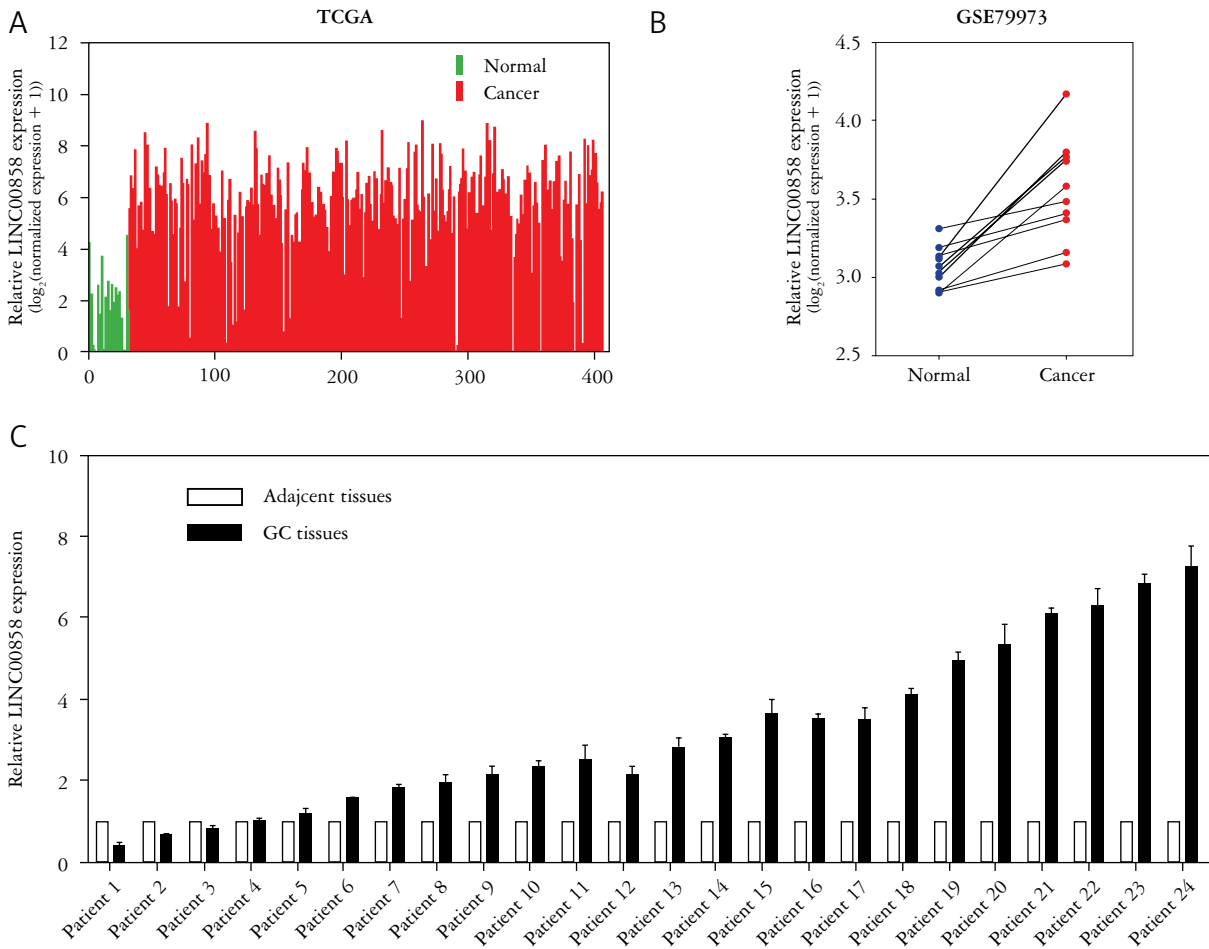 A
TCGA
Relative LINC00858 expression
(log2(normalized expression + 1))
12
10
8
6
4
2
0
0
100
200
300
400
Normal
Cancer
B
GSE79973
Relative LINC00858 expression
(log2(normalized expression + 1))
4.5
4.0
3.5
3.0
2.5
Normal
Cancer
C
Relative LINC00858 expression
10
8
6
4
2
0
Adajcent tissues
GC tissues
Patient 1
Patient 2
Patient 3
Patient 4
Patient 5
Patient 6
Patient 7
Patient 8
Patient 9
Patient 10
Patient 11
Patient 12
Patient 13
Patient 14
Patient 15
Patient 16
Patient 17
Patient 18
Patient 19
Patient 20
Patient 21
Patient 22
Patient 23
Patient 24